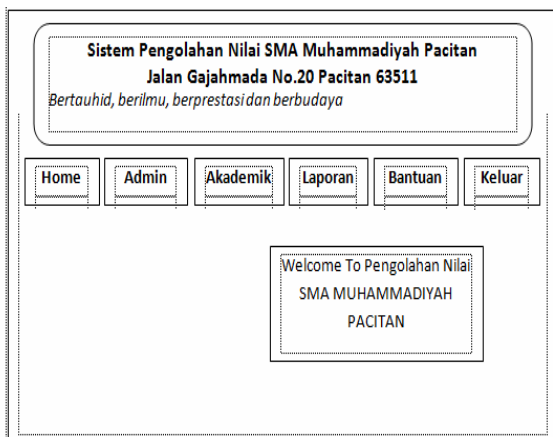 Sistem Pengolahan Nilai SMA Muhammadiyah Pacitan
Jalan Gajahmada No.20 Pacitan 63511
Bertauhid, berilmu, berprestasi dan berbudaya
Home Admin Akademik Laporan Bantuan Keluar
Welcome To Pengolahan Nilai
SMA MUHAMMADIYAH
PACITAN